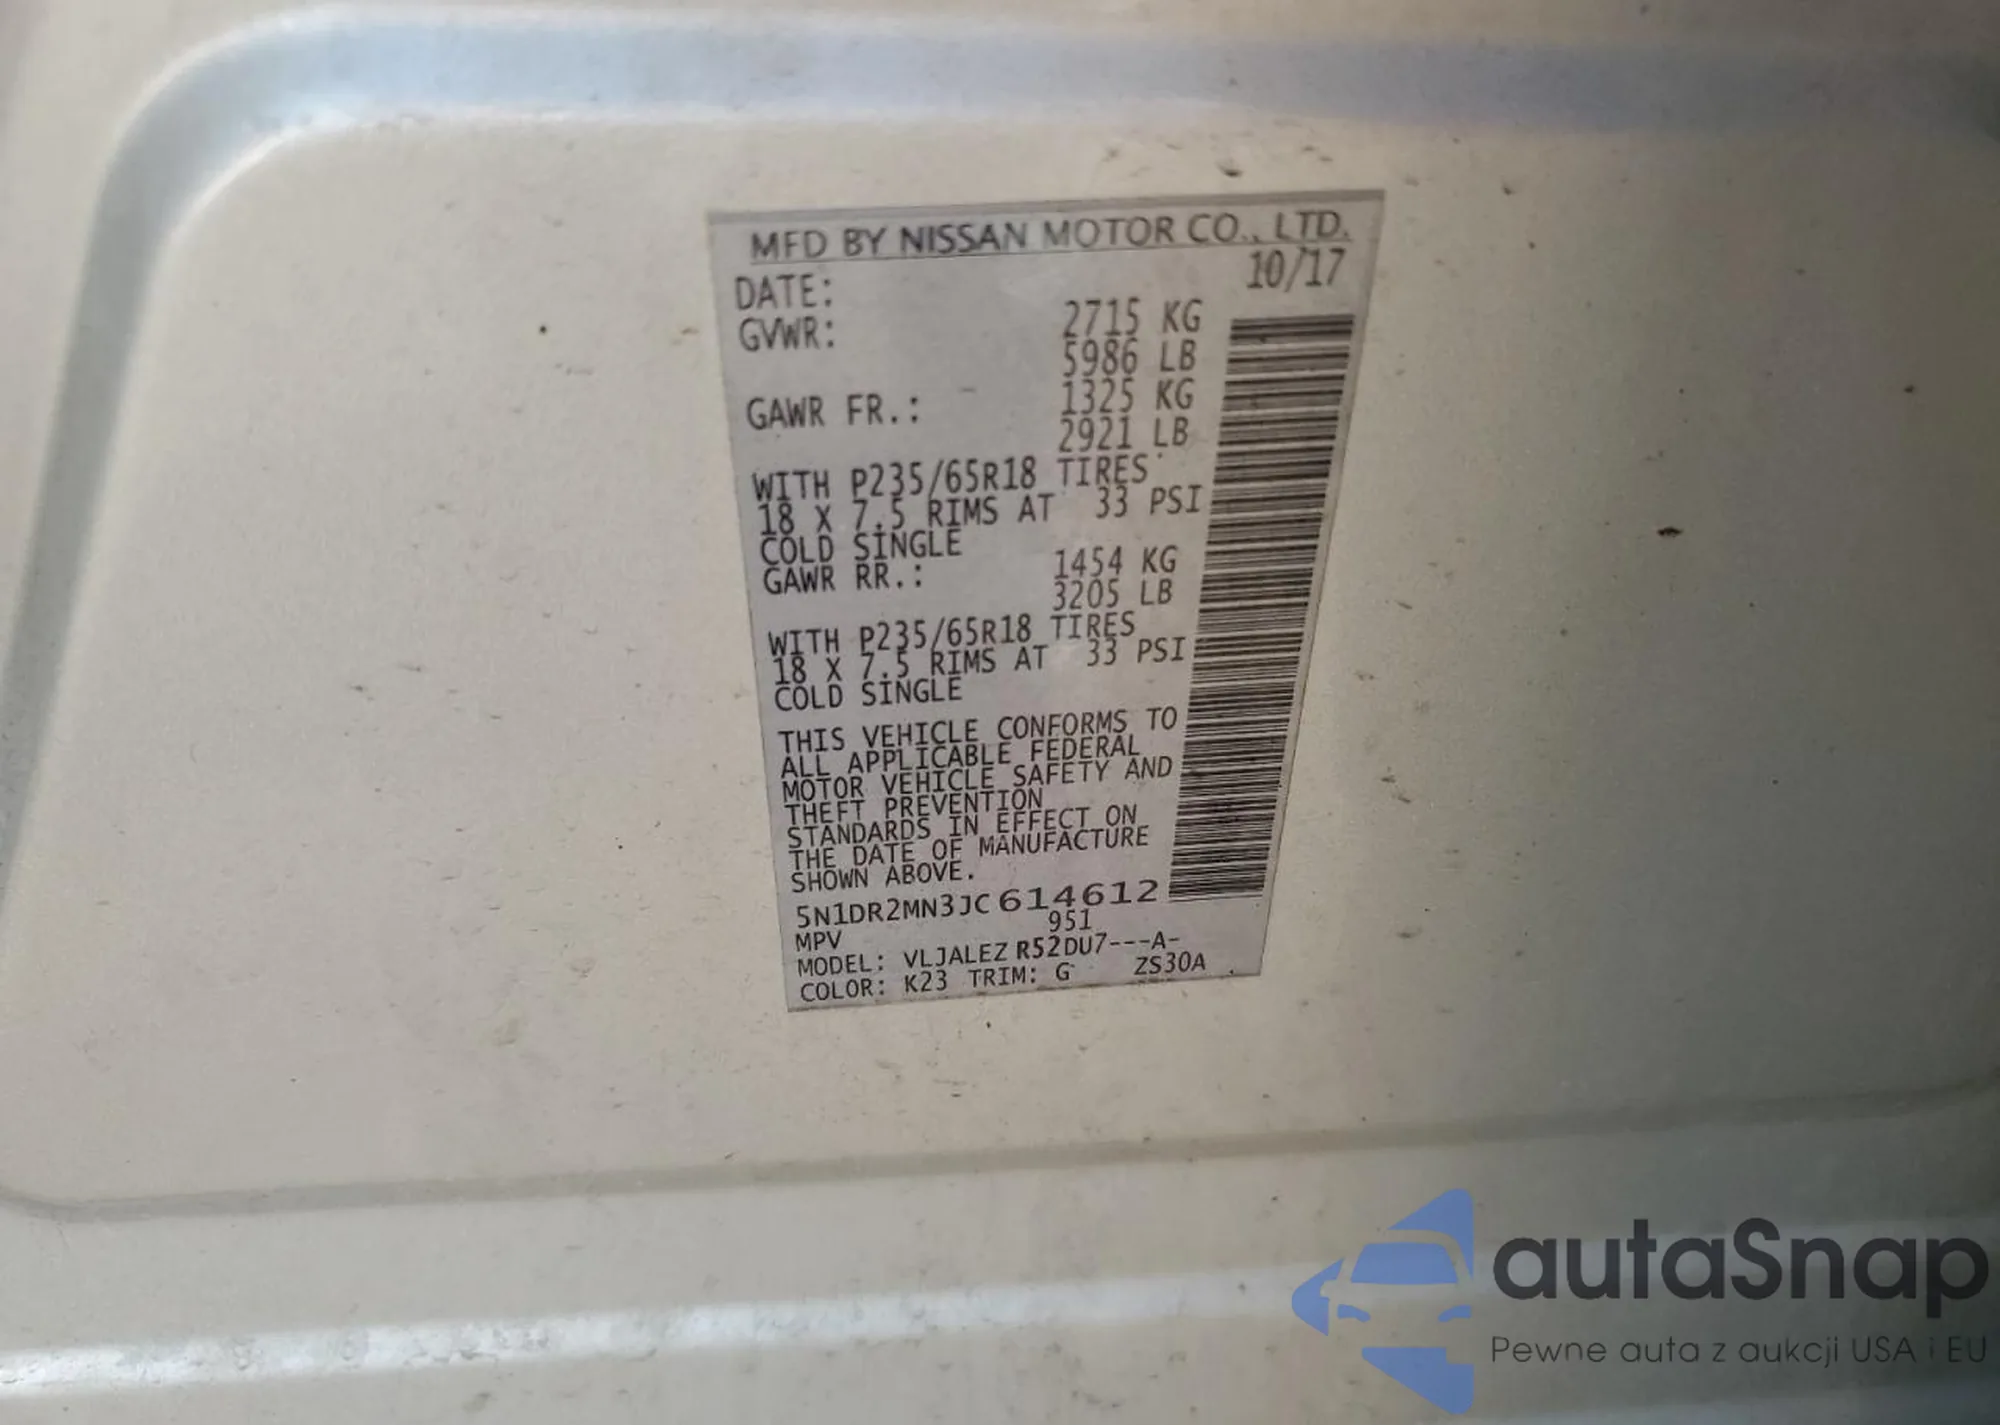 MFD BY NISSAN MOTOR CO., LTD.
DATE: 10/17
GVWR: 2715 KG
5986 LB
GAWR FR.: 1325 KG
2921 LB
WITH P235/65R18 TIRES
18 X 7.5 RIMS AT 33 PSI
COLD SINGLE
GAWR RR.: 1454 KG
3205 LB
WITH P235/65R18 TIRES
18 X 7.5 RIMS AT 33 PSI
COLD SINGLE
THIS VEHICLE CONFORMS TO
ALL APPLICABLE FEDERAL
MOTOR VEHICLE SAFETY AND
THEFT PREVENTION
STANDARDS IN EFFECT ON
THE DATE OF MANUFACTURE
SHOWN ABOVE.
5N1DR2MN3JC614612
MPV 951
MODEL: VLJALEZ R52DU7---A-
COLOR: K23 TRIM: G ZS30A
autaSnap
Pewne auta z aukcji USA i EU